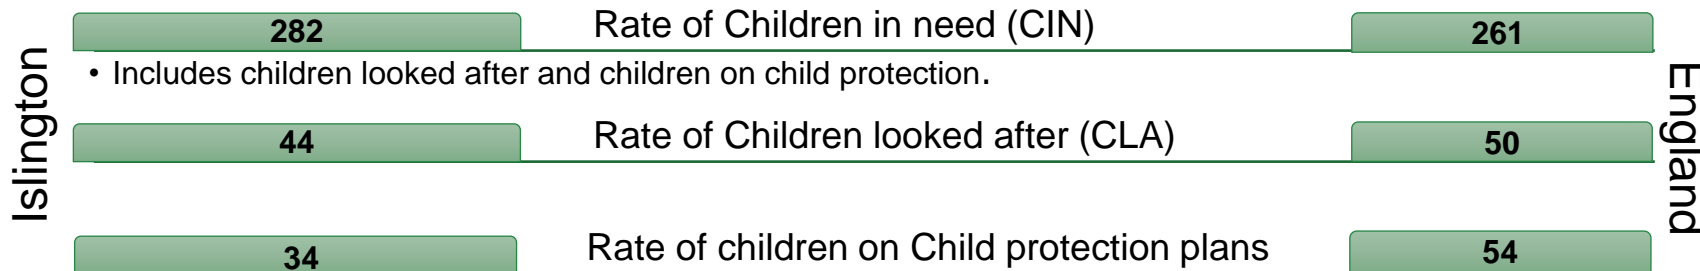 Islington
282
Rate of Children in need (CIN)
261
• Includes children looked after and children on child protection.
44
Rate of Children looked after (CLA)
50
34
Rate of children on Child protection plans
54
England